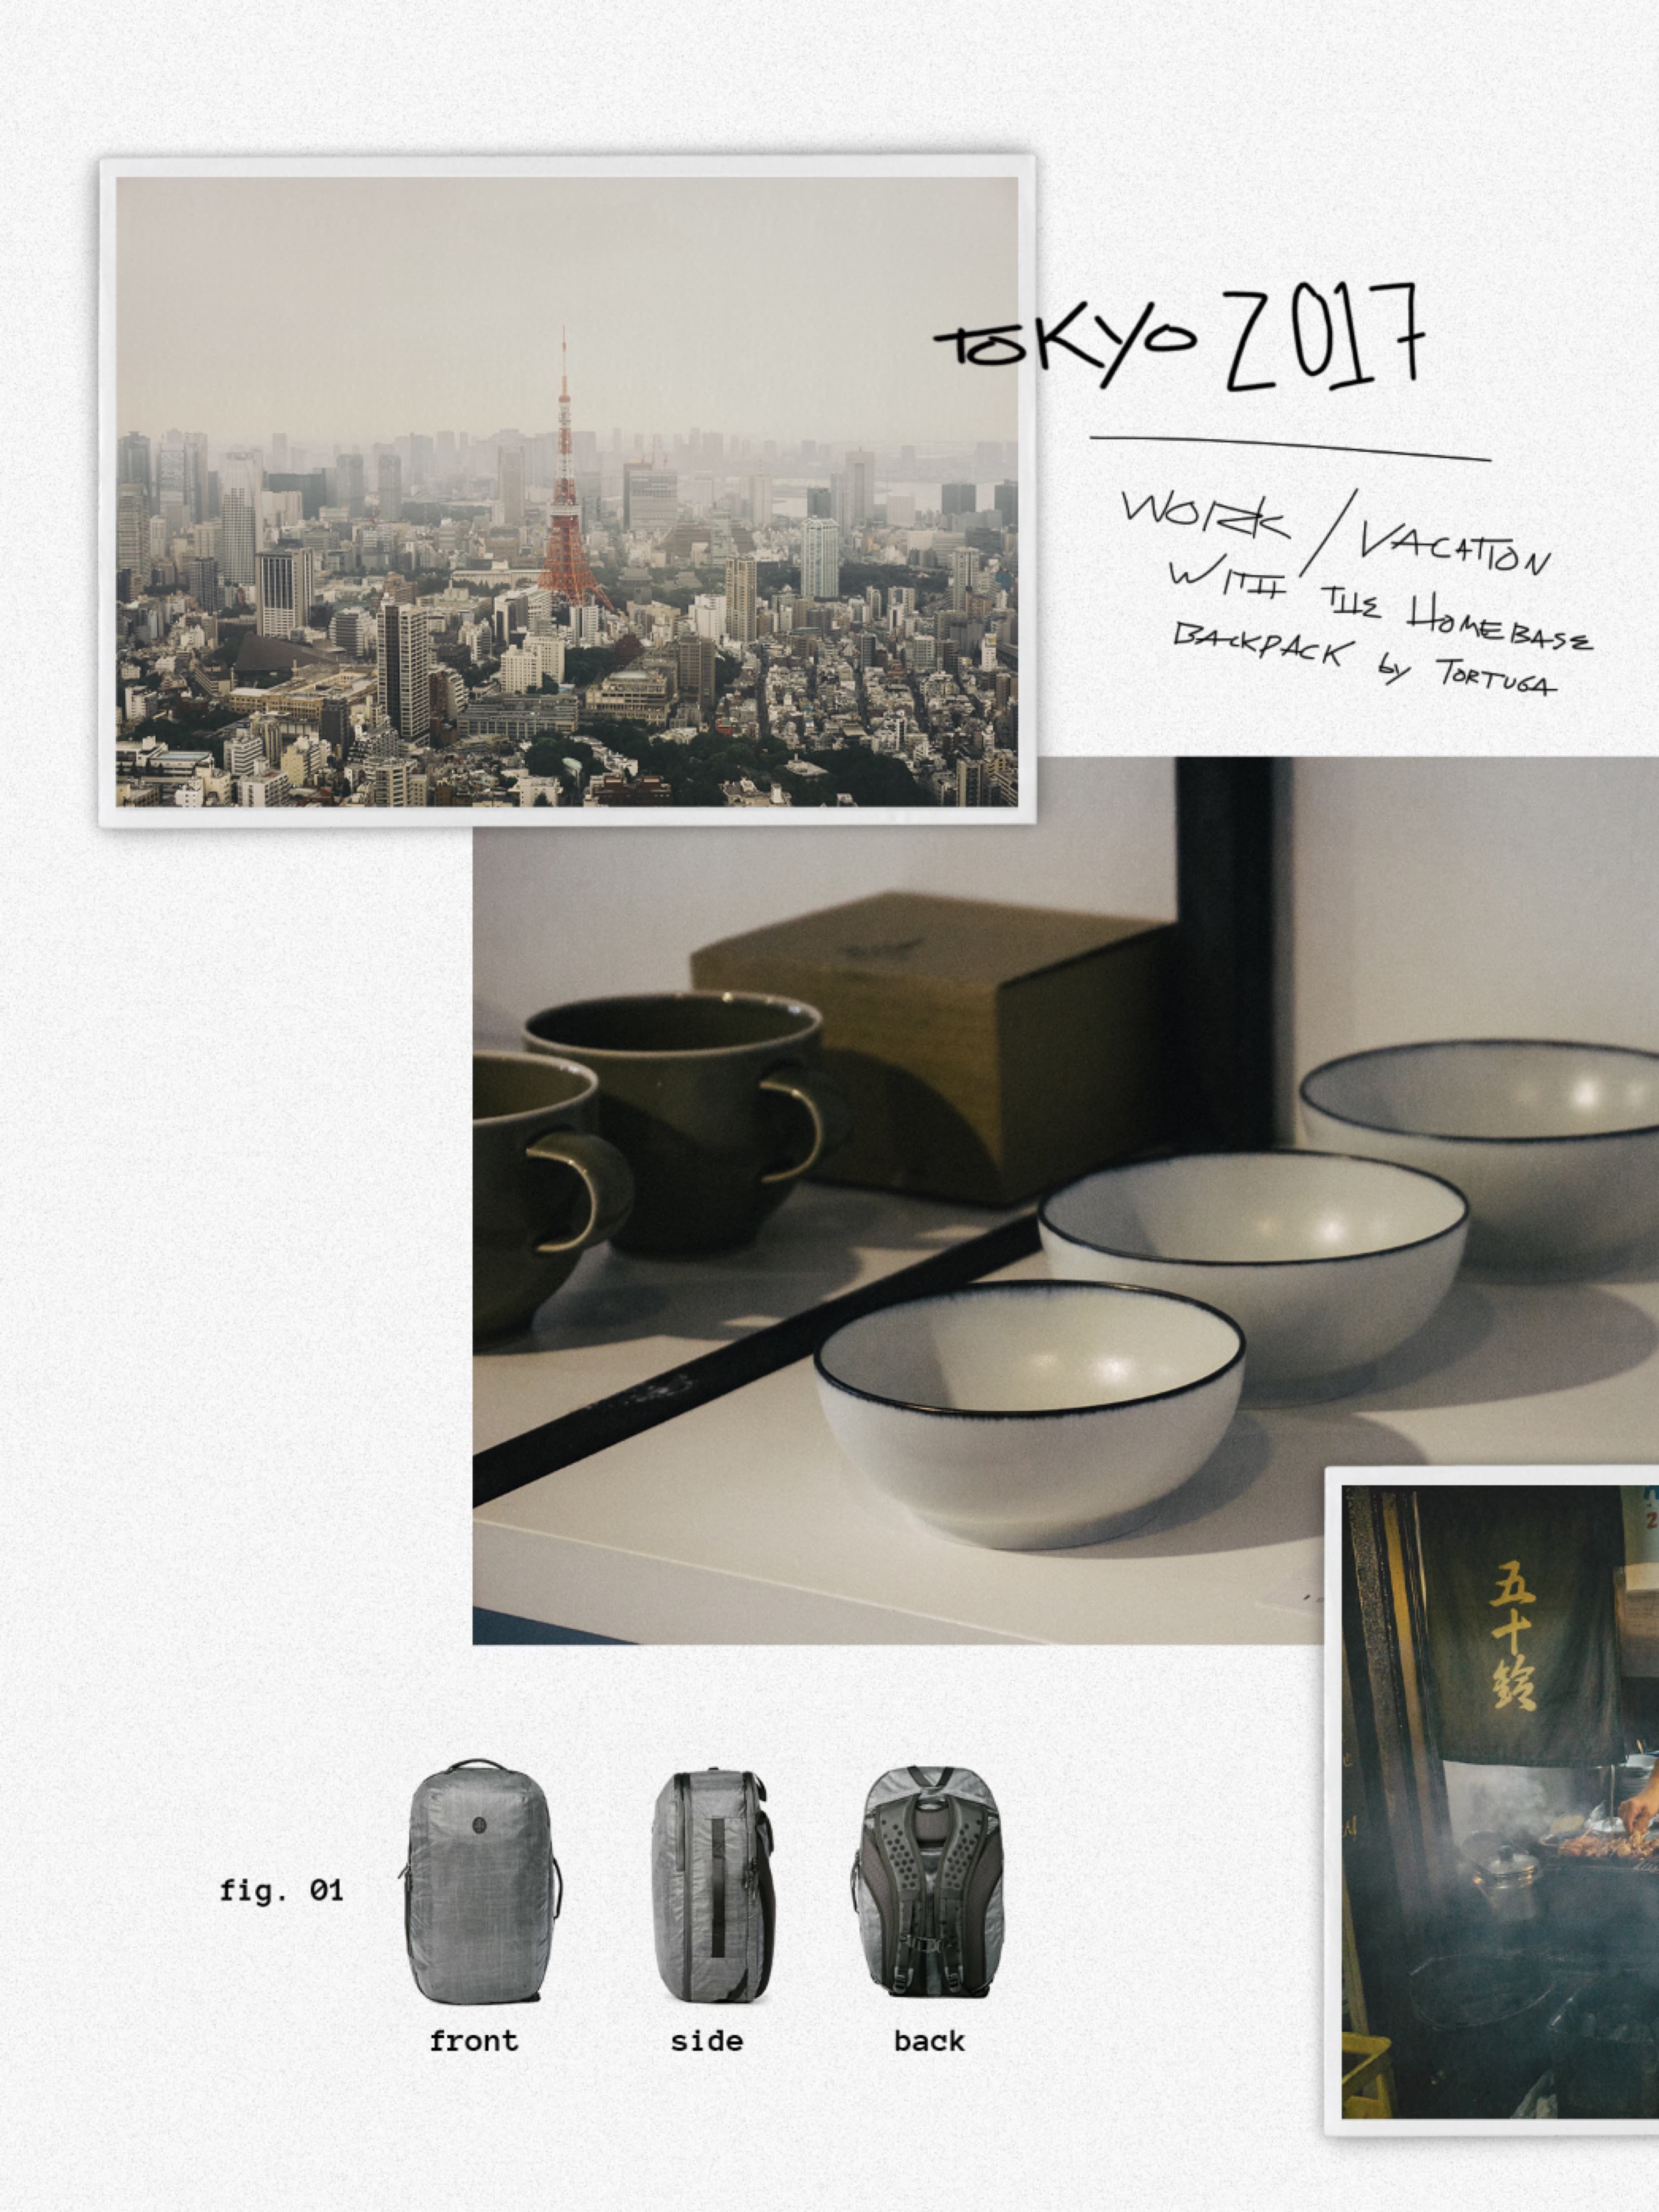 TOKYO 2017
WORK / VACATION
WITH THE HOMEBASE
BACKPACK by TORTUGA
五十鈴
fig. 01
front
side
back